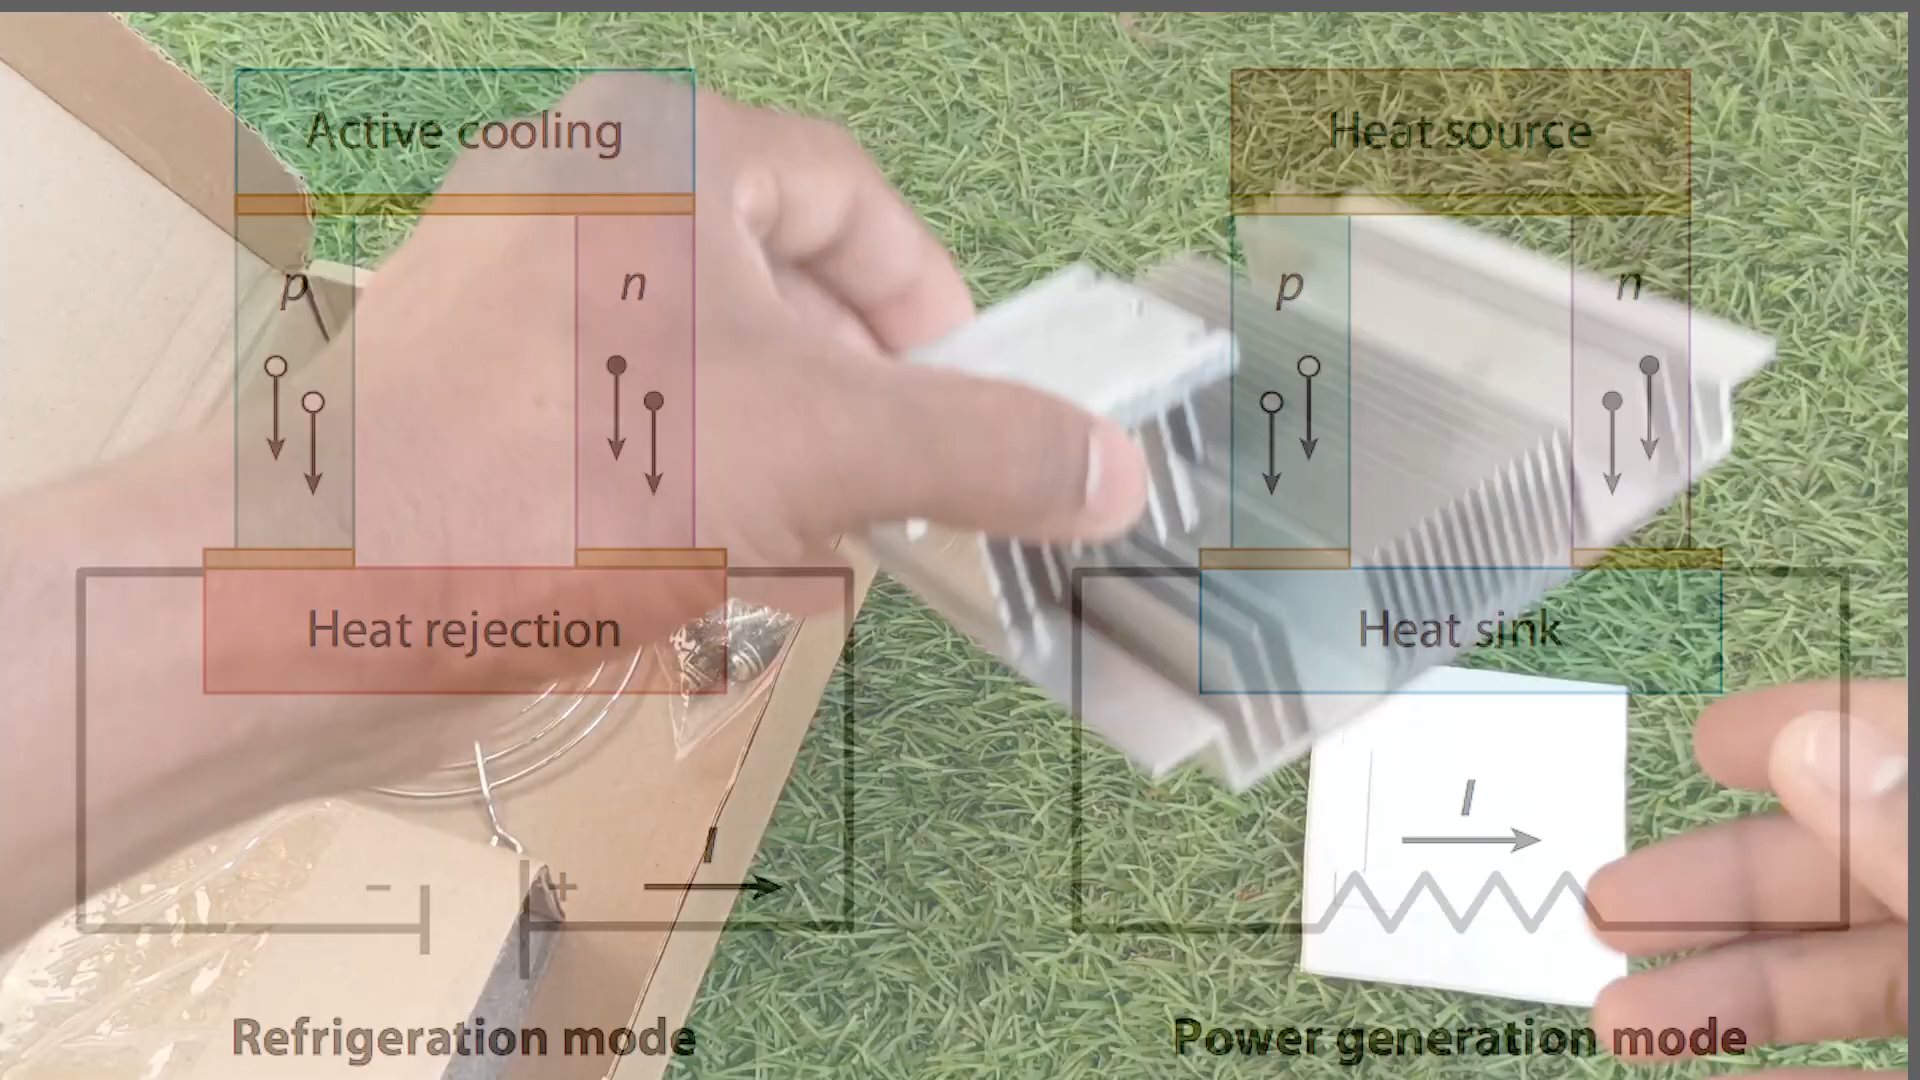 Active cooling
Heat source
p
n
p
n
Heat rejection
Heat sink
I
I
− +
Refrigeration mode
Power generation mode